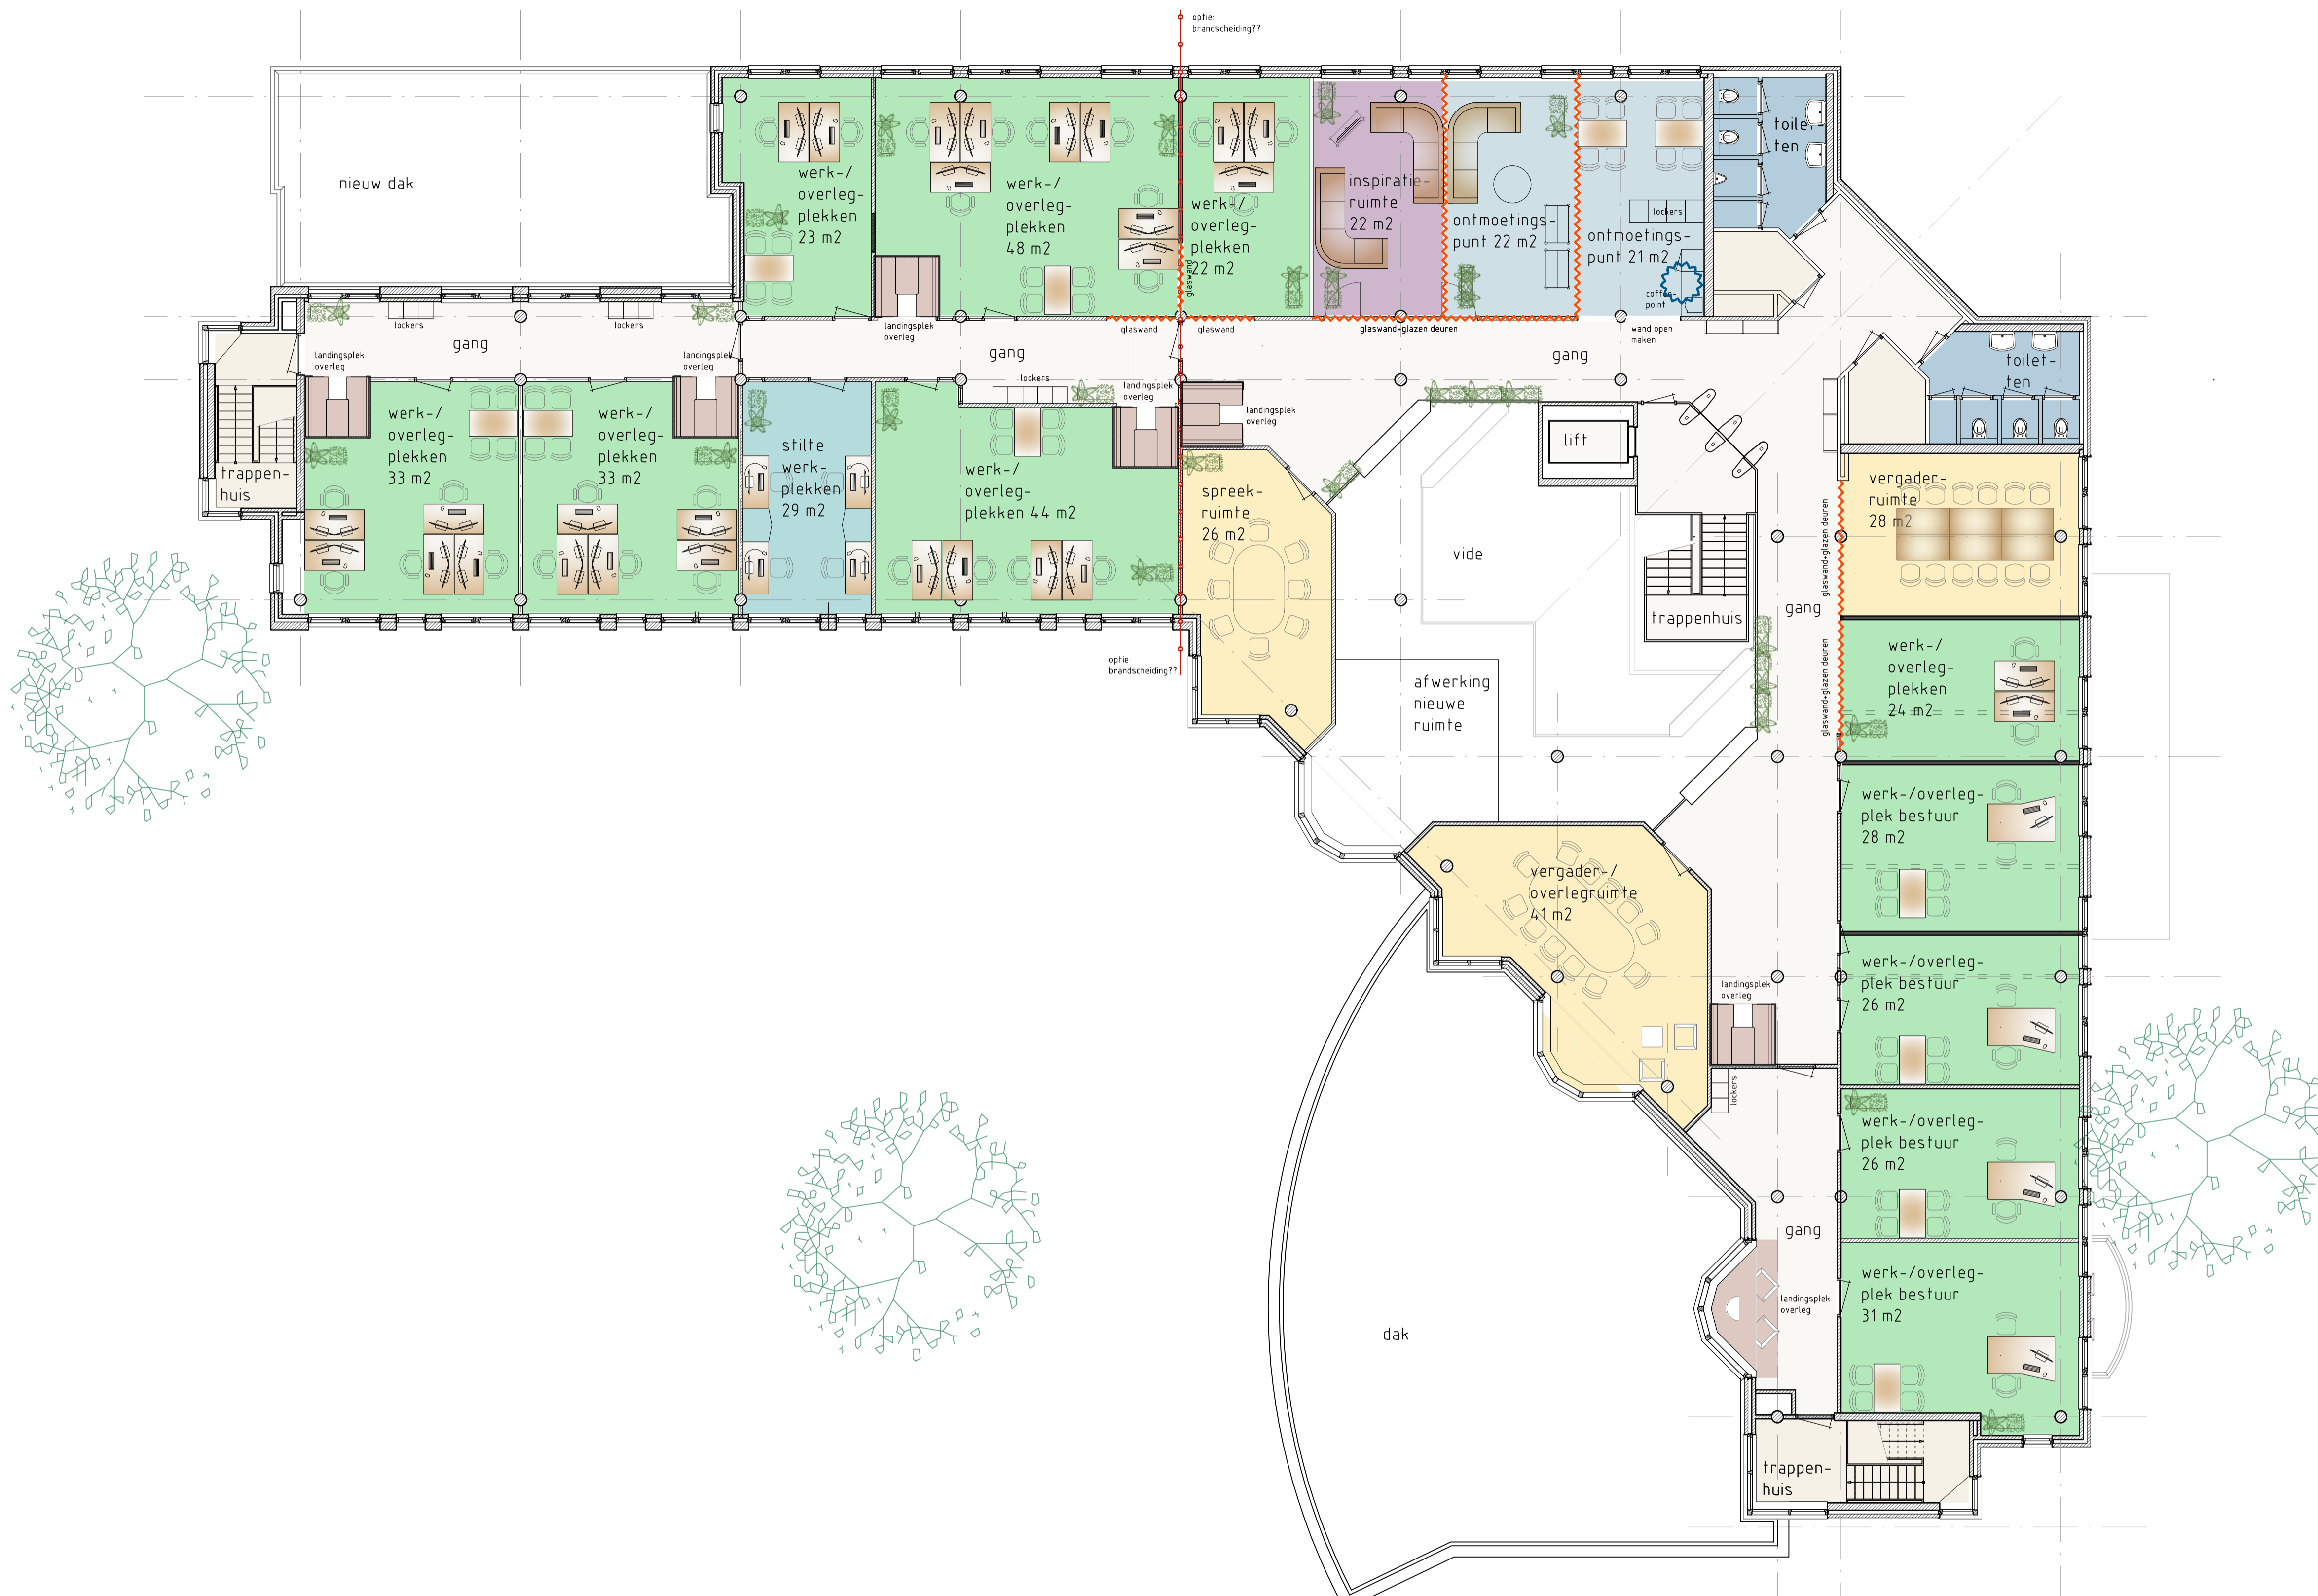 optie:
brandscheiding??
nieuw dak
werk-/
overleg-
plekken
23 m2
werk-/
overleg-
plekken
48 m2
werk-/
overleg-
plekken
22 m2
glaswand
inspiratie-
ruimte
22 m2
ontmoetings-
punt 22 m2
lockers
ontmoetings-
punt 21 m2
coffee-
point
toilet-
ten
lockers
lockers
gang
landingsplek
overleg
landingsplek
overleg
landingsplek
overleg
gang
glaswand
glaswand
glaswand+glazen deuren
wand open
maken
gang
toilet-
ten
trappen-
huis
werk-/
overleg-
plekken
33 m2
werk-/
overleg-
plekken
33 m2
stilte
werk-
plekken
29 m2
lockers
landingsplek
overleg
werk-/
overleg-
plekken 44 m2
landingsplek
overleg
spreek-
ruimte
26 m2
lift
vide
trappenhuis
gang
glaswand+glazen deuren
vergader-
ruimte
28 m2
optie:
brandscheiding??
afwerking
nieuwe
ruimte
glaswand+glazen deuren
werk-/
overleg-
plekken
24 m2
werk-/overleg-
plek bestuur
28 m2
vergader-/
overlegruimte
41 m2
werk-/overleg-
plek bestuur
26 m2
landingsplek
overleg
lockers
werk-/overleg-
plek bestuur
26 m2
gang
landingsplek
overleg
werk-/overleg-
plek bestuur
31 m2
dak
trappen-
huis